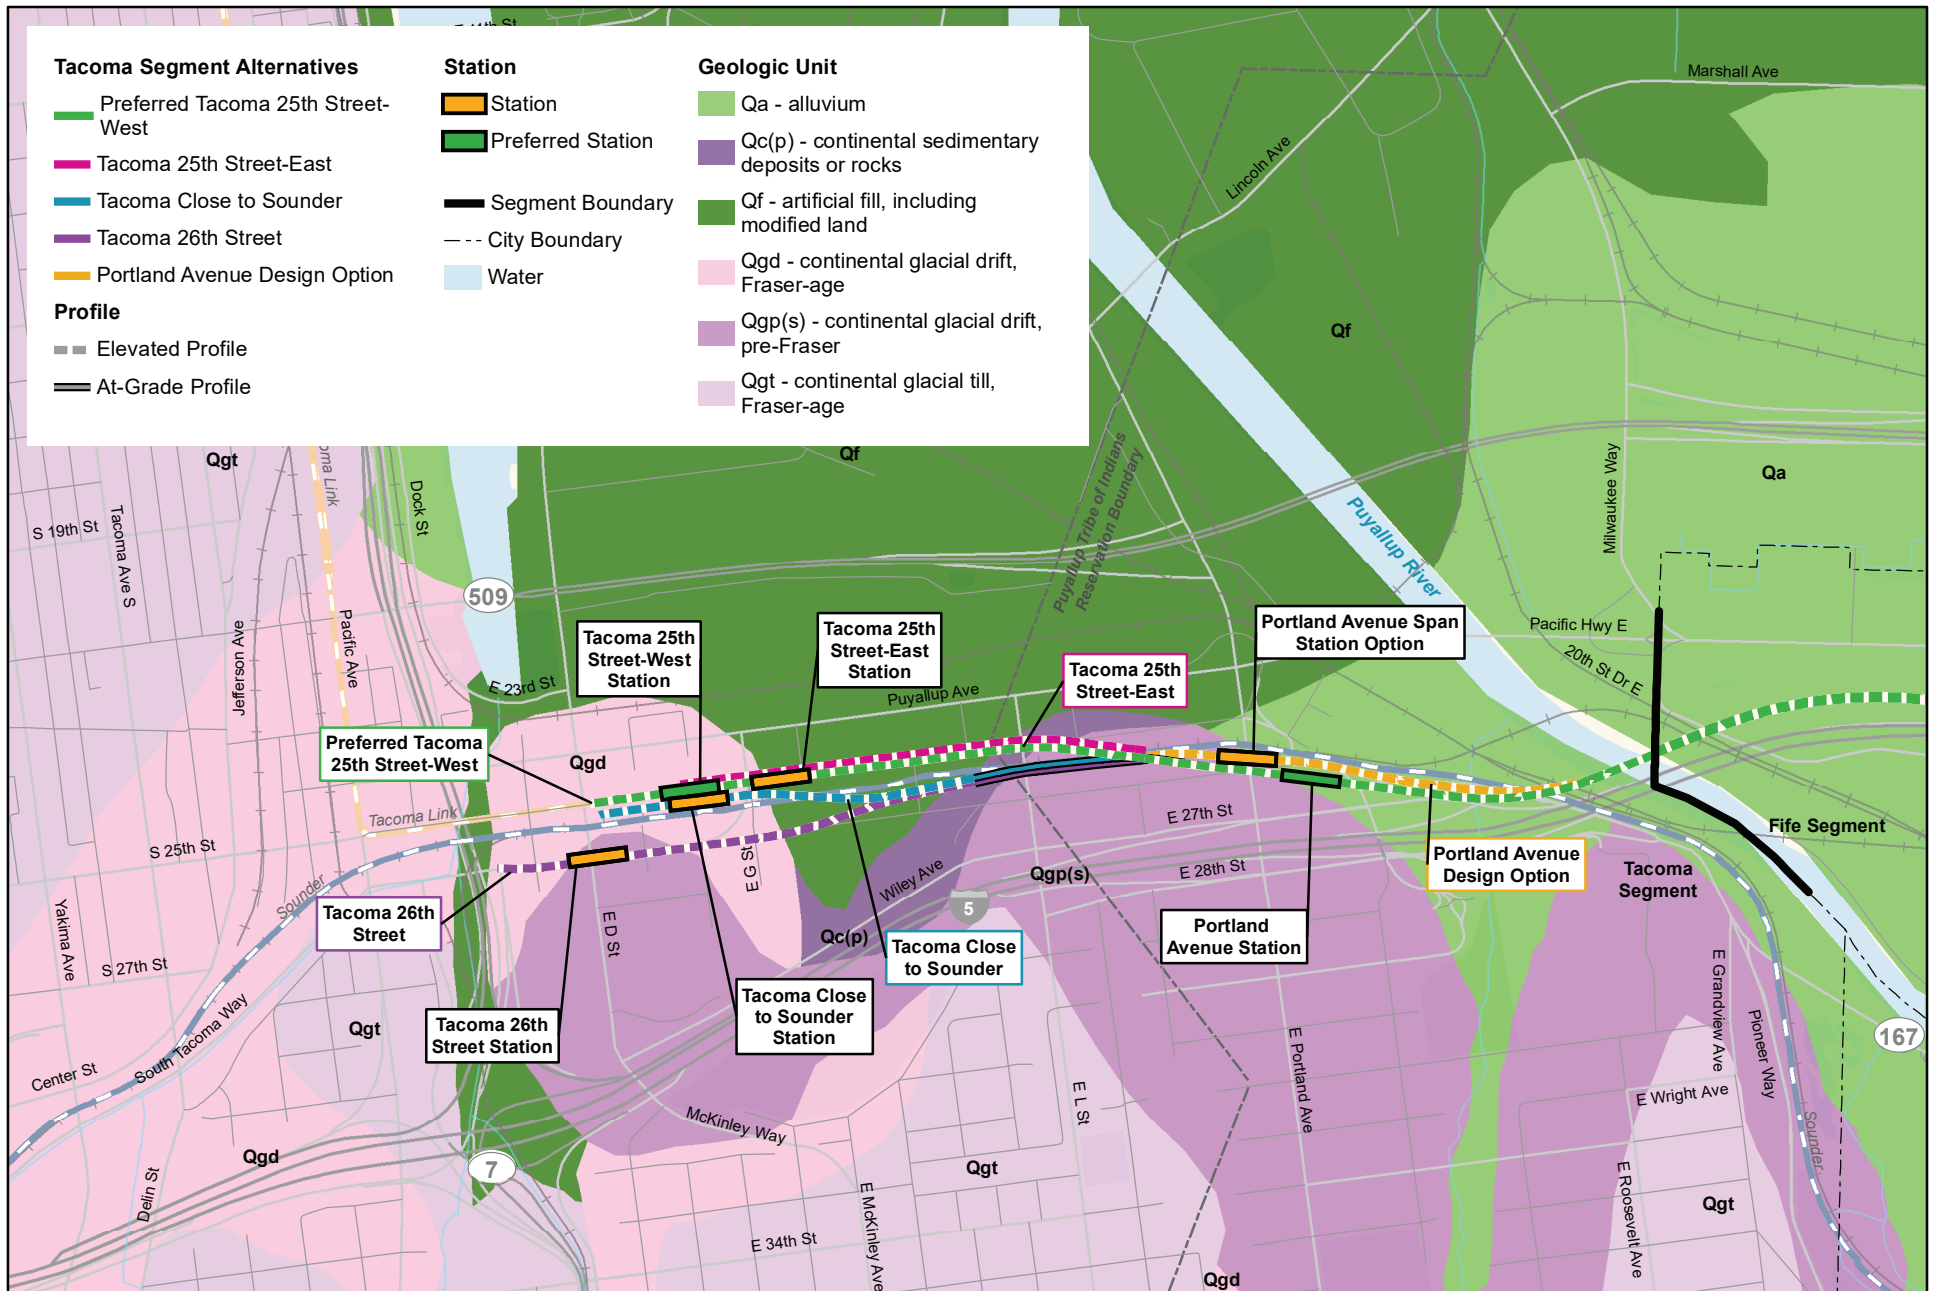 Tacoma Segment Alternatives
Preferred Tacoma 25th Street-
West
Tacoma 25th Street-East
Tacoma Close to Sounder
Tacoma 26th Street
Portland Avenue Design Option
Profile
Elevated Profile
At-Grade Profile
Station
Station
Preferred Station
Segment Boundary
City Boundary
Water
Geologic Unit
Qa - alluvium
Qc(p) - continental sedimentary
deposits or rocks
Qf - artificial fill, including
modified land
Qgd - continental glacial drift,
Fraser-age
Qgp(s) - continental glacial drift,
pre-Fraser
Qgt - continental glacial till,
Fraser-age
Marshall Ave
Lincoln Ave
Qf
Qgt
Qf
Qa
Dock St
S 19th St
Tacoma Ave S
Milwaukee Way
Puyallup Tribe of Indians
Reservation Boundary
Puyallup River
509
Jefferson Ave
Pacific Ave
Pacific Hwy E
20th St Dr E
E 23rd St
Puyallup Ave
Tacoma 25th
Street-West
Station
Tacoma 25th
Street-East
Station
Tacoma 25th
Street-East
Portland Avenue Span
Station Option
Preferred Tacoma
25th Street-West
Qgd
Tacoma Link
S 25th St
Sounder
E 27th St
E 28th St
Fife Segment
Tacoma
Segment
Portland Avenue
Design Option
E G St
Wiley Ave
Qgp(s)
5
Tacoma 26th
Street
Yakima Ave
S 27th St
E D St
Qc(p)
Tacoma Close
to Sounder
Portland
Avenue Station
E Grandview Ave
Pioneer Way
167
Tacoma 26th
Street Station
Tacoma Close
to Sounder
Station
Qgt
South Tacoma Way
Center St
E Portland Ave
E L St
E Wright Ave
McKinley Way
Sounder
Qgd
7
Qgt
Delin St
E McKinley Ave
E Roosevelt Ave
Qgt
E 34th St
Qgd